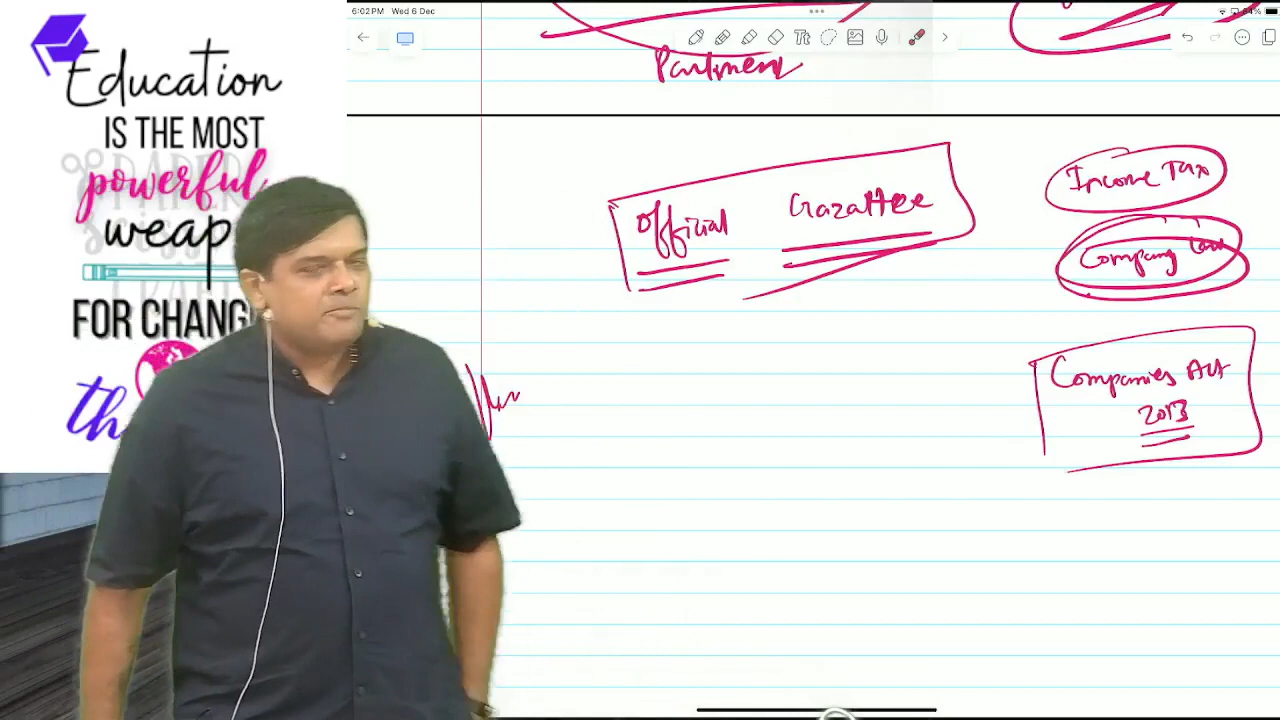 6:02 PM Wed 6 Dec
Education
IS THE MOST
powerful
weap
FOR CHANG
th
Official Gazattee
Income Tax
Company law
Companies Act
2013